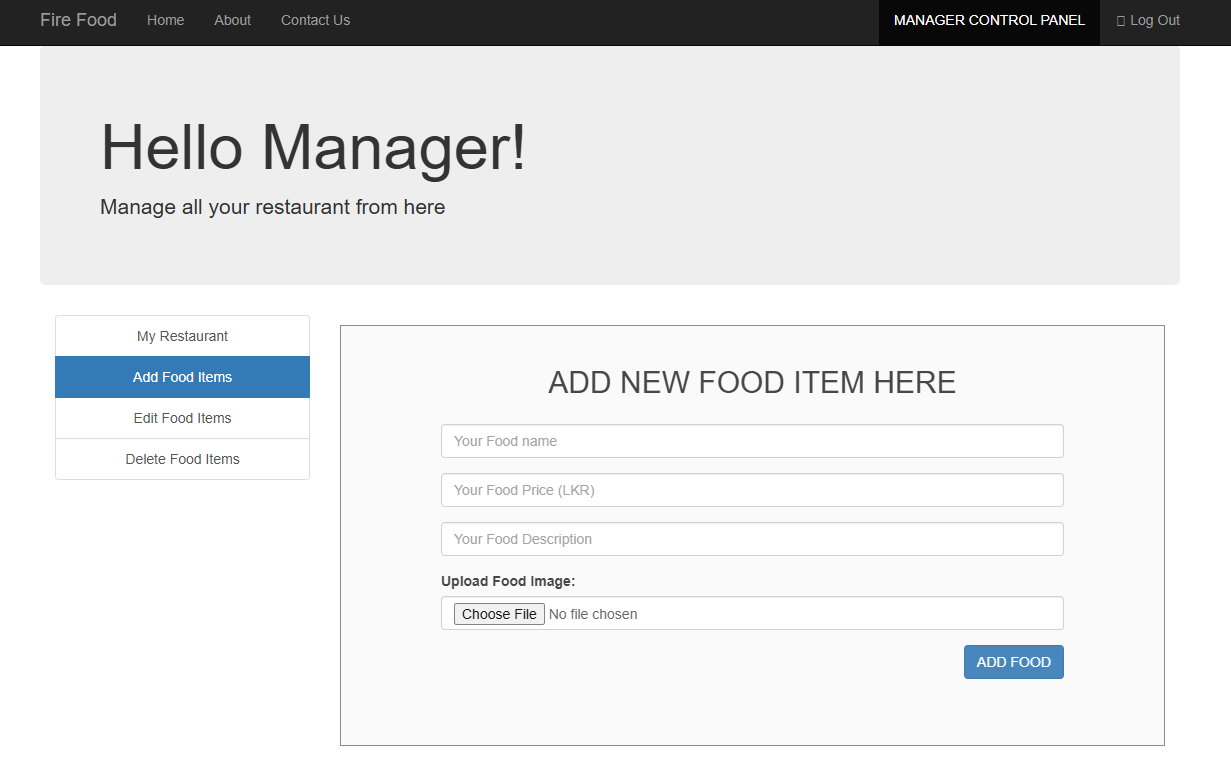 Fire Food Home About Contact Us MANAGER CONTROL PANEL Log Out
Hello Manager!
Manage all your restaurant from here
My Restaurant
Add Food Items
Edit Food Items
Delete Food Items
ADD NEW FOOD ITEM HERE
Your Food name
Your Food Price (LKR)
Your Food Description
Upload Food Image:
Choose File No file chosen
ADD FOOD